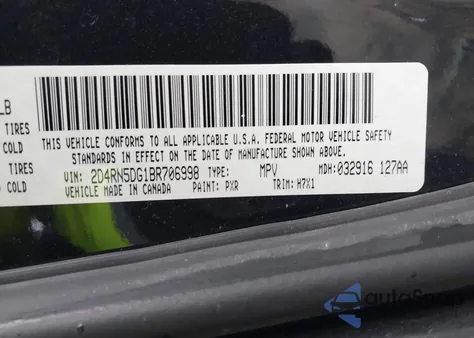 LB
TIRES
COLD
TIRES
COLD
THIS VEHICLE CONFORMS TO ALL APPLICABLE U.S.A. FEDERAL MOTOR VEHICLE SAFETY
STANDARDS IN EFFECT ON THE DATE OF MANUFACTURE SHOWN ABOVE.
VIN: 2D4RN5DG1BR706998 TYPE: MPV MDH: 032916 127AA
VEHICLE MADE IN CANADA PAINT: PXR TRIM: H7X1
autoSnap